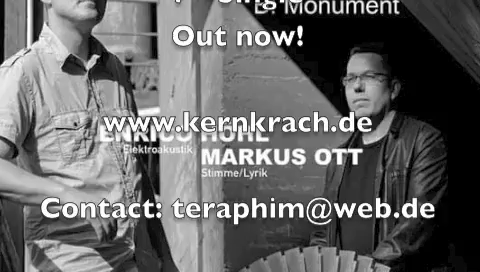 B. Monument
Out now!
www.kernkrach.de
Elektroakustik
MARKUS OTT
Stimme/Lyrik
Contact: teraphim@web.de